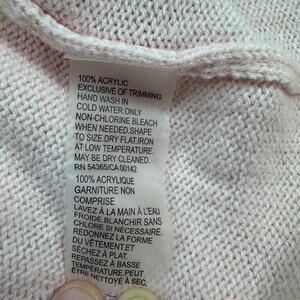 100% ACRYLIC
EXCLUSIVE OF TRIMMING
HAND WASH IN
COLD WATER ONLY
NON-CHLORINE BLEACH
WHEN NEEDED.SHAPE
TO SIZE.DRY FLAT.IRON
AT LOW TEMPERATURE.
MAY BE DRY CLEANED.
RN 54365/CA 00142
100% ACRYLIQUE
GARNITURE NON
COMPRISE
LAVEZ À LA MAIN À L'EAU
FROIDE.BLANCHIR SANS
CHLORE SI NÉCESSAIRE.
REDONNEZ LA FORME
DU VÊTEMENT.ET
SÉCHEZ À PLAT
REPASSEZ À BASSE
TEMPÉRATURE.PEUT
ÊTRE NETTOYÉ À SEC.